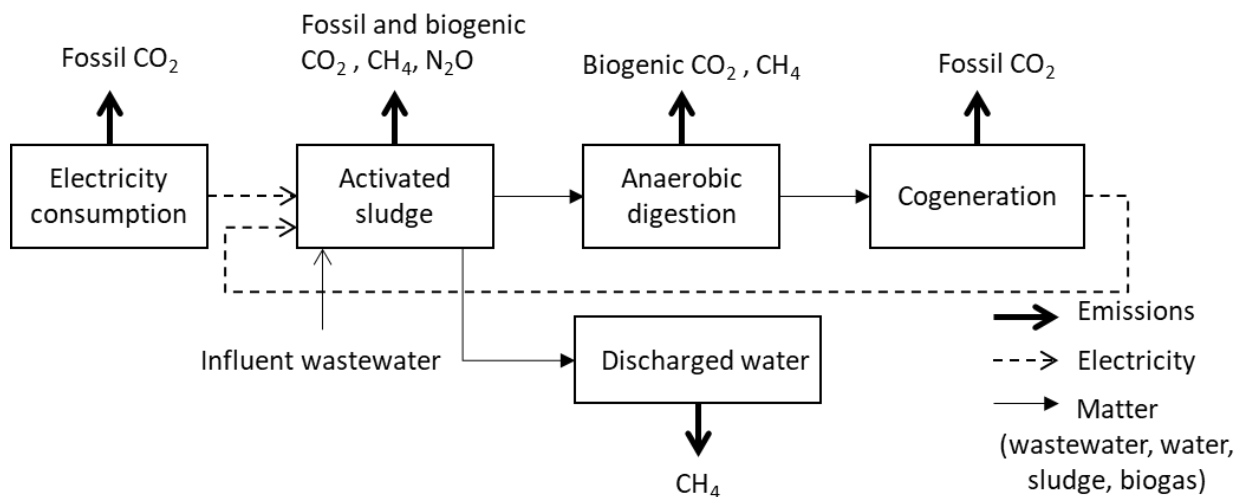 Fossil CO₂
Fossil and biogenic
CO₂ , CH₄, N₂O
Biogenic CO₂ , CH₄
Fossil CO₂
Electricity
consumption
Activated
sludge
Anaerobic
digestion
Cogeneration
Influent wastewater
Discharged water
CH₄
Emissions
Electricity
Matter
(wastewater, water,
sludge, biogas)